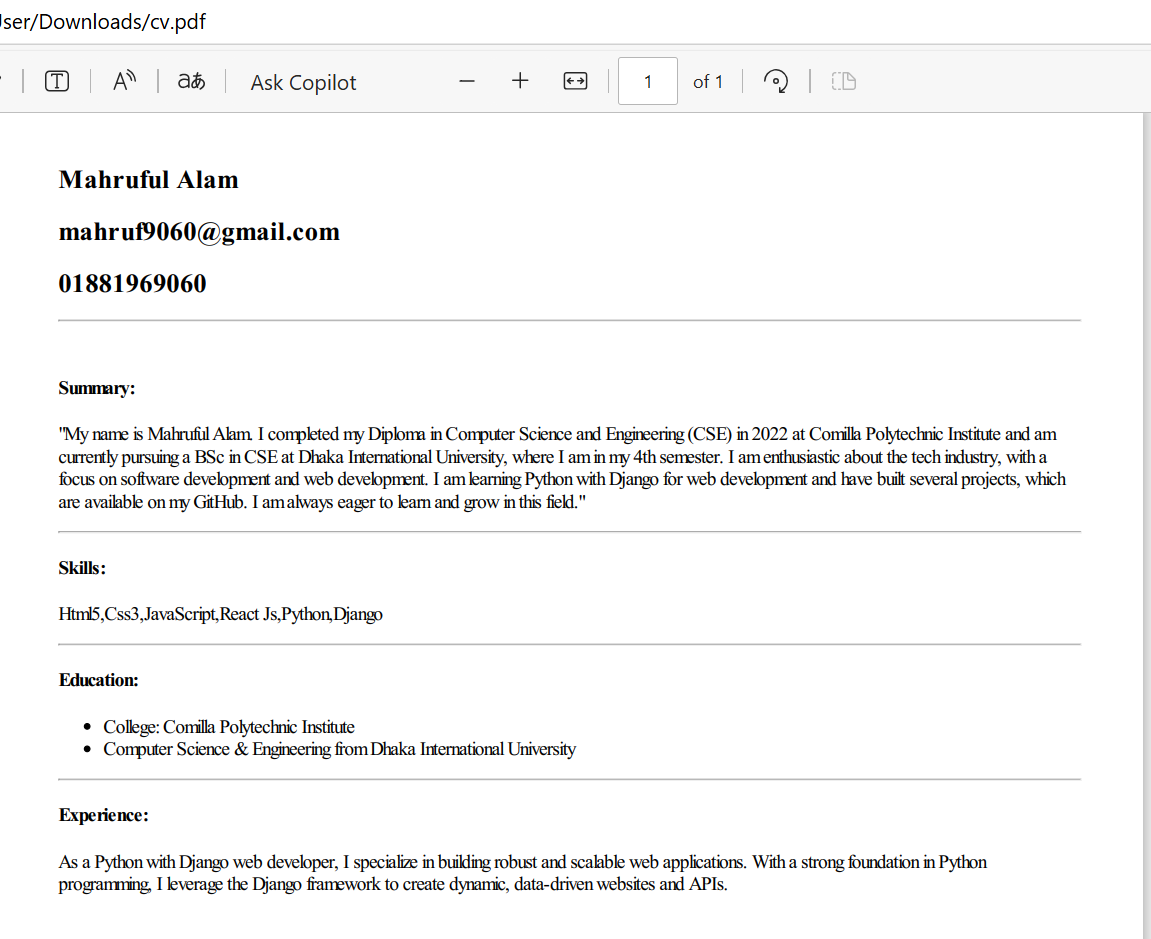 ser/Downloads/cv.pdf
Ask Copilot
1 of 1
Mahruful Alam
mahruf9060@gmail.com
01881969060
Summary:
"My name is Mahruful Alam. I completed my Diploma in Computer Science and Engineering (CSE) in 2022 at Comilla Polytechnic Institute and am
currently pursuing a BSc in CSE at Dhaka International University, where I am in my 4th semester. I am enthusiastic about the tech industry, with a
focus on software development and web development. I am learning Python with Django for web development and have built several projects, which
are available on my GitHub. I am always eager to learn and grow in this field."
Skills:
Html5,Css3,JavaScript,React Js,Python,Django
Education:
• College: Comilla Polytechnic Institute
• Computer Science & Engineering from Dhaka International University
Experience:
As a Python with Django web developer, I specialize in building robust and scalable web applications. With a strong foundation in Python
programming, I leverage the Django framework to create dynamic, data-driven websites and APIs.